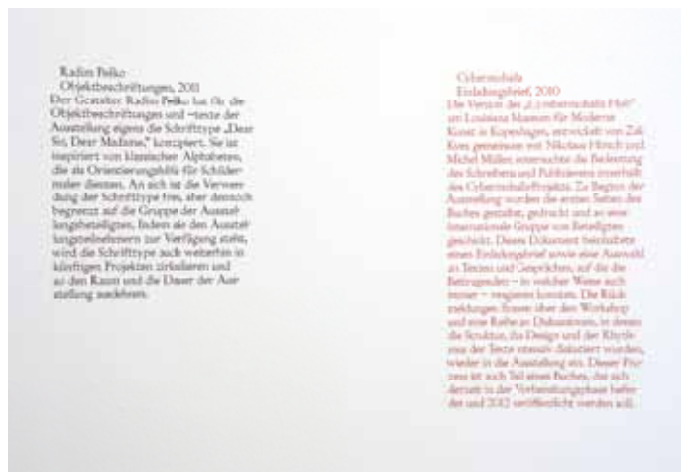 Radim Peško
Objektbeschriftungen, 2011
Der Grafiker Radim Peško hat für die
Objektbeschriftungen und –texte der
Ausstellung eigens die Schrifttype „Dear
Sir, Dear Madame,“ konzipiert. Sie ist
inspiriert von klassischen Alphabeten,
die als Orientierungshilfe für Schilder-
maler dienten. An sich ist die Verwen-
dung der Schrifttype frei, aber dennoch
begrenzt auf die Gruppe der Ausstel-
lungsbeteiligten. Indem sie den Ausstel-
lungsteilnehmern zur Verfügung steht,
wird die Schrifttype auch weiterhin in
künftigen Projekten zirkulieren und
so den Raum und die Dauer der Aus-
stellung ausdehnen.
Cybermohalla
Einladungsbrief, 2010
Die Version des „Cybermohalla Hub“
am Louisiana Museum für Moderne
Kunst in Kopenhagen, entwickelt von Zak
Kyes gemeinsam mit Nikolaus Hirsch und
Michel Müller, untersuchte die Bedeutung
des Schreibens und Publizierens innerhalb
des Cybermohalla-Projekts. Zu Beginn der
Ausstellung wurden die ersten Seiten des
Buches gestaltet, gedruckt und an eine
internationale Gruppe von Beteiligten
geschickt. Dieses Dokument beinhaltete
einen Einladungsbrief sowie eine Auswahl
an Texten und Gesprächen, auf die die
Beitragenden – in welcher Weise auch
immer – reagieren konnten. Die Rück-
meldungen flossen über den Workshop
und eine Reihe an Diskussionen, in denen
die Struktur, das Design und der Rhyth-
mus der Texte intensiv diskutiert wurden,
wieder in die Ausstellung ein. Dieser Pro-
zess ist auch Teil eines Buches, das sich
derzeit in der Vorbereitungsphase befin-
det und 2012 veröffentlicht werden soll.